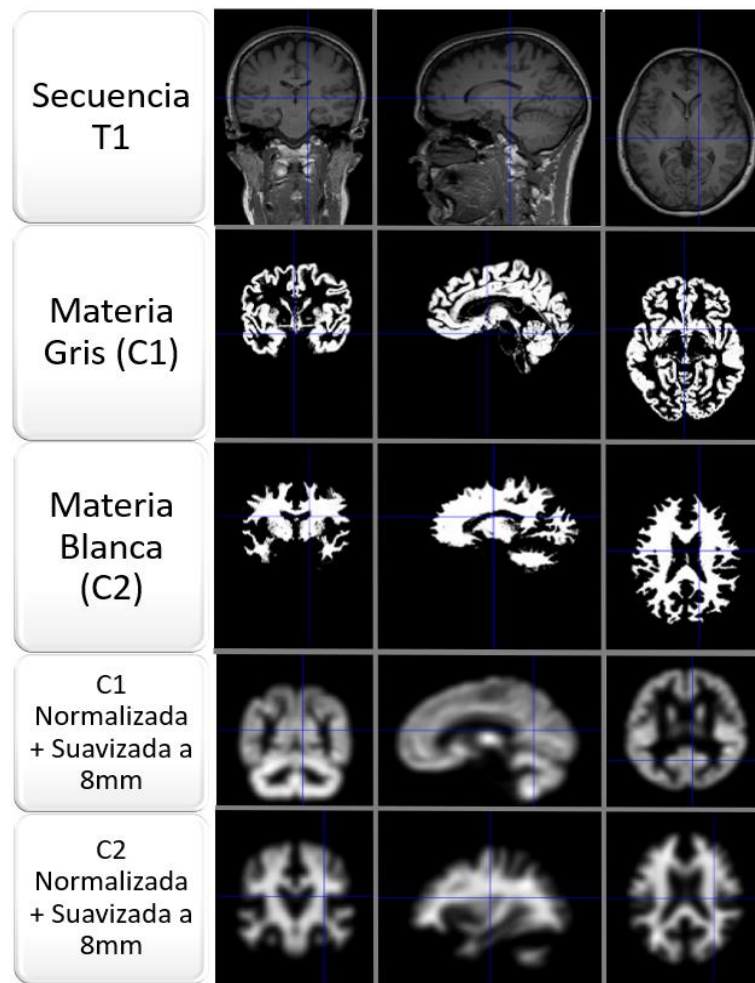 Secuencia
T1
Materia
Gris (C1)
Materia
Blanca
(C2)
C1
Normalizada
+ Suavizada a
8mm
C2
Normalizada
+ Suavizada a
8mm